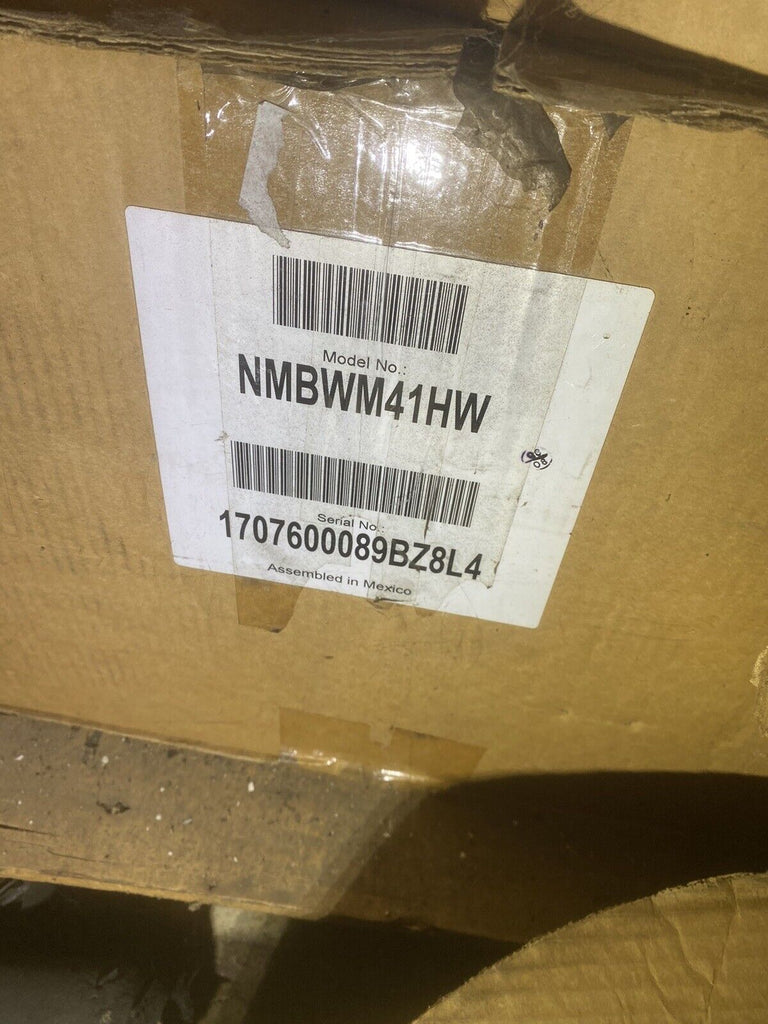 Model No.:
NMBWM41HW
Serial No.:
1707600089BZ8L4
Assembled in Mexico